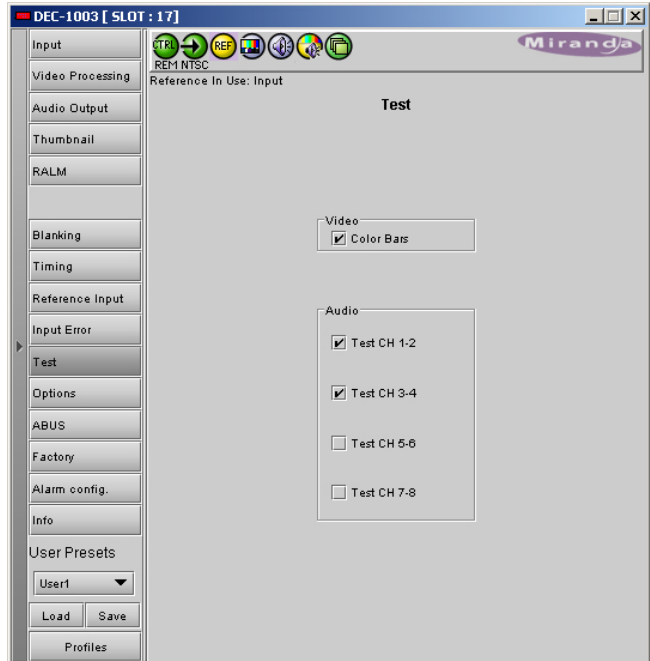 DEC-1003 [ SLOT : 17]
Input
Video Processing
Audio Output
Thumbnail
RALM
Blanking
Timing
Reference Input
Input Error
Test
Options
ABUS
Factory
Alarm config.
Info
User Presets
User1
Load Save
Profiles
CTRL REF
REM NTSC
Miranda
Reference In Use: Input
Test
Video
Color Bars
Audio
Test CH 1-2
Test CH 3-4
Test CH 5-6
Test CH 7-8